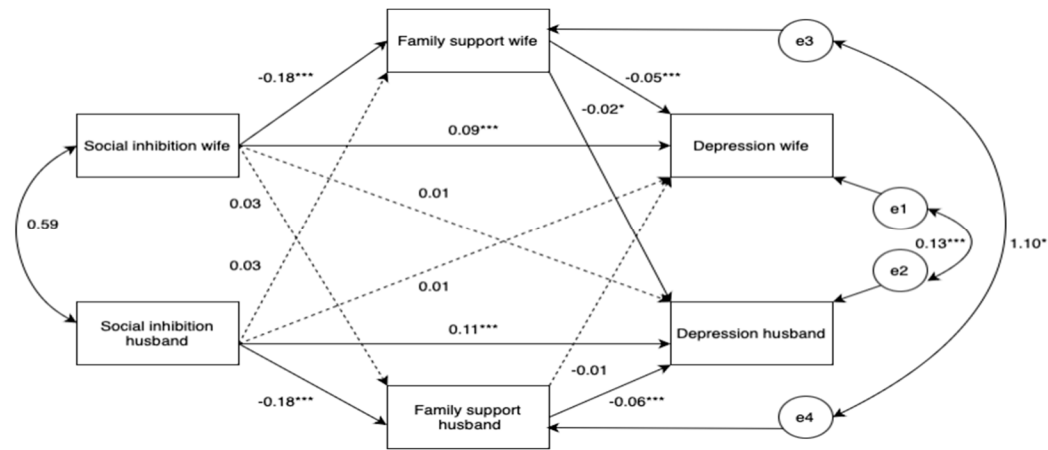 Family support wife
e3
-0.18***
-0.05***
-0.02*
Social inhibition wife
0.09***
Depression wife
0.01
0.03
e1
0.59
0.13***
1.10*
0.03
e2
0.01
Social inhibition
husband
0.11***
Depression husband
-0.01
-0.18***
-0.06***
Family support
husband
e4